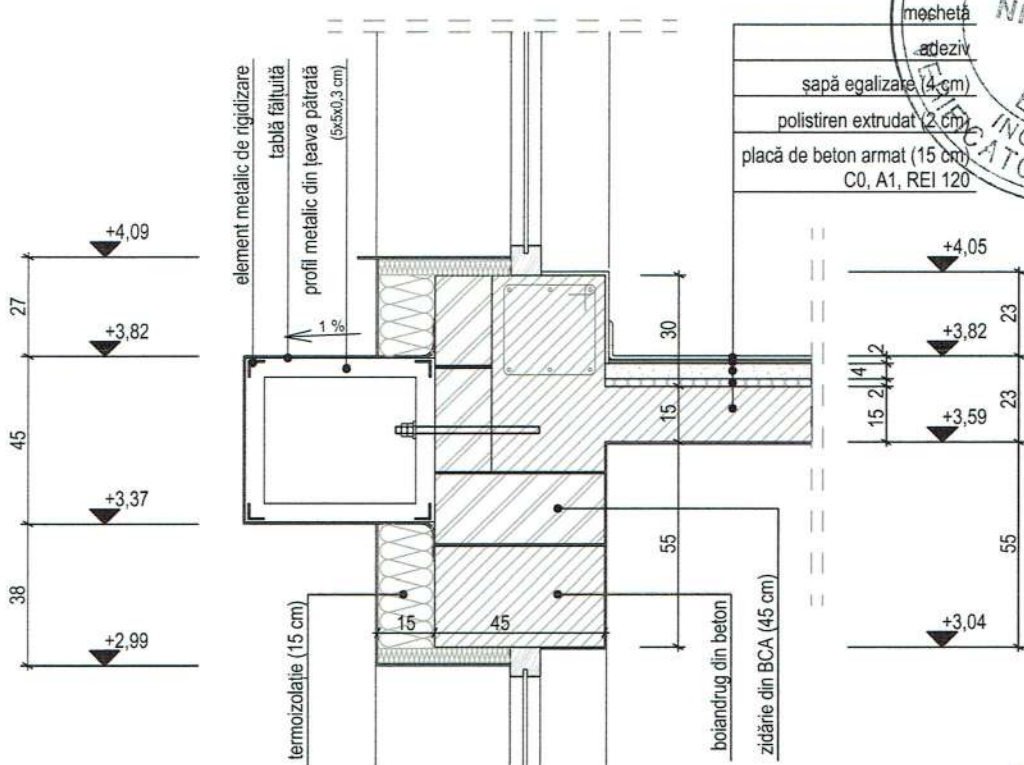 mochetă
adeziv
șapă egalizare (4 cm)
polistiren extrudat (2 cm)
placă de beton armat (15 cm)
C0, A1, REI 120
element metalic de rigidizare
tablă fălțuită
profil metalic din țeava pătrată
(5x5x0,3 cm)
1 %
+4,09
27
+3,82
45
+3,37
38
+2,99
30
15
55
15
45
+4,05
23
+3,82
2
4
2
15
23
+3,59
55
+3,04
termoizolație (15 cm)
boiandrug din beton
zidărie din BCA (45 cm)